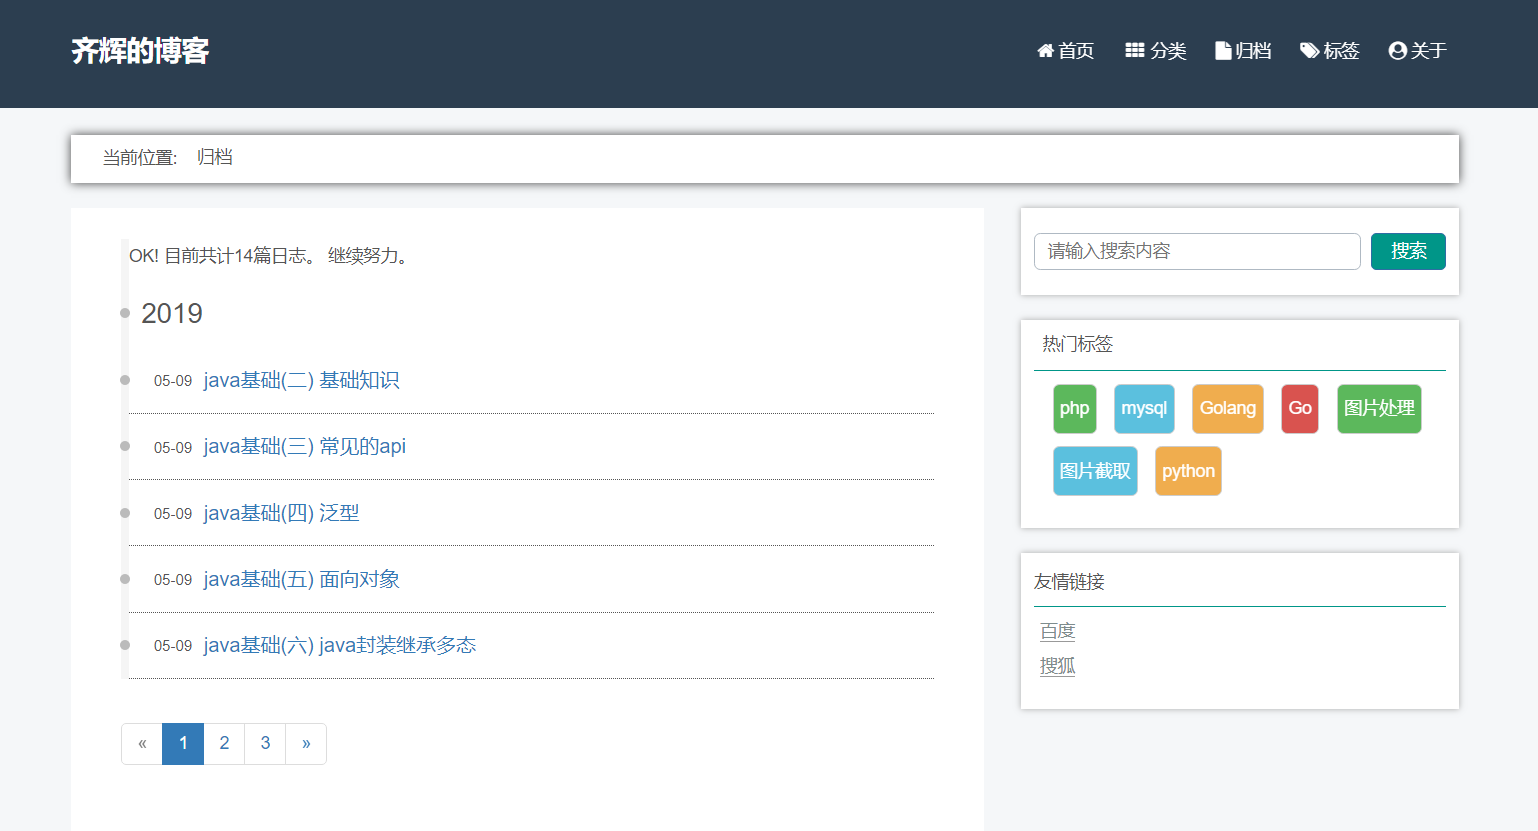 齐辉的博客
首页 分类 归档 标签 关于
当前位置: 归档
OK! 目前共计14篇日志。 继续努力。
2019
05-09 java基础(二) 基础知识
05-09 java基础(三) 常见的api
05-09 java基础(四) 泛型
05-09 java基础(五) 面向对象
05-09 java基础(六) java封装继承多态
« 1 2 3 »
请输入搜索内容 搜索
热门标签
php mysql Golang Go 图片处理
图片截取 python
友情链接
百度
搜狐